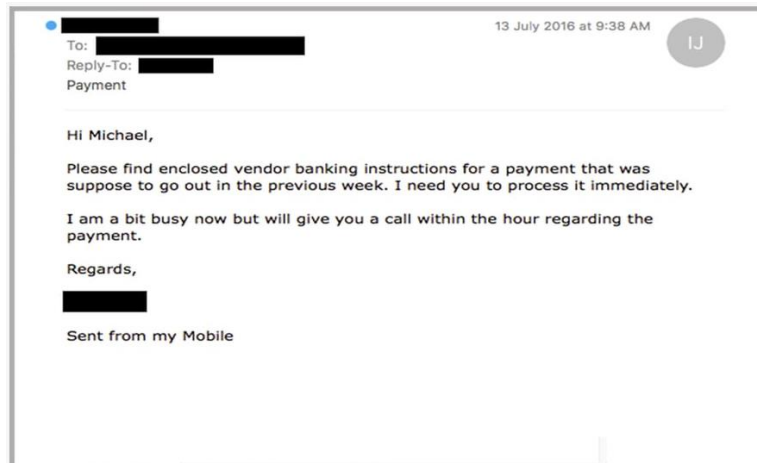 13 July 2016 at 9:38 AM
IJ
To:
Reply-To:
Payment
Hi Michael,
Please find enclosed vendor banking instructions for a payment that was
suppose to go out in the previous week. I need you to process it immediately.
I am a bit busy now but will give you a call within the hour regarding the
payment.
Regards,
Sent from my Mobile